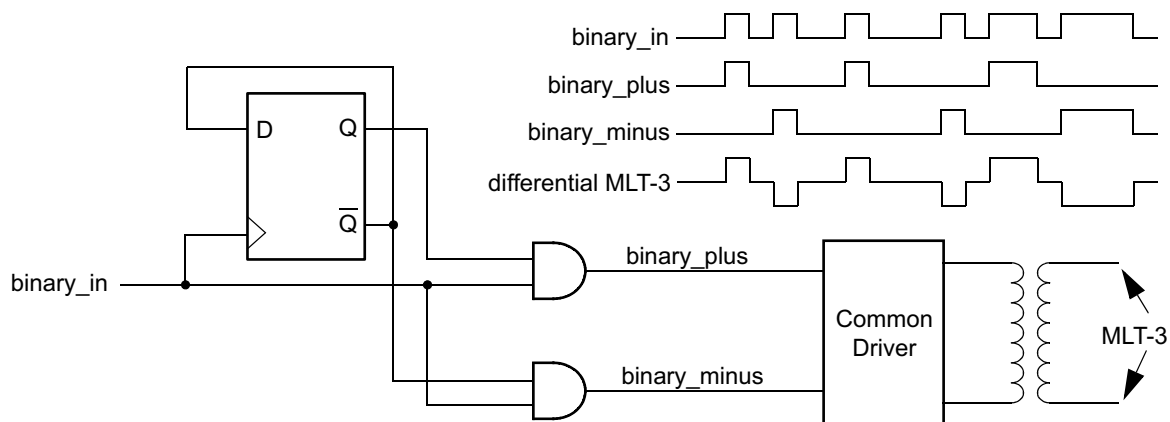 binary_in
binary_plus
binary_minus
differential MLT-3
D Q
Q̅
binary_in
binary_plus
binary_minus
Common
Driver
MLT-3